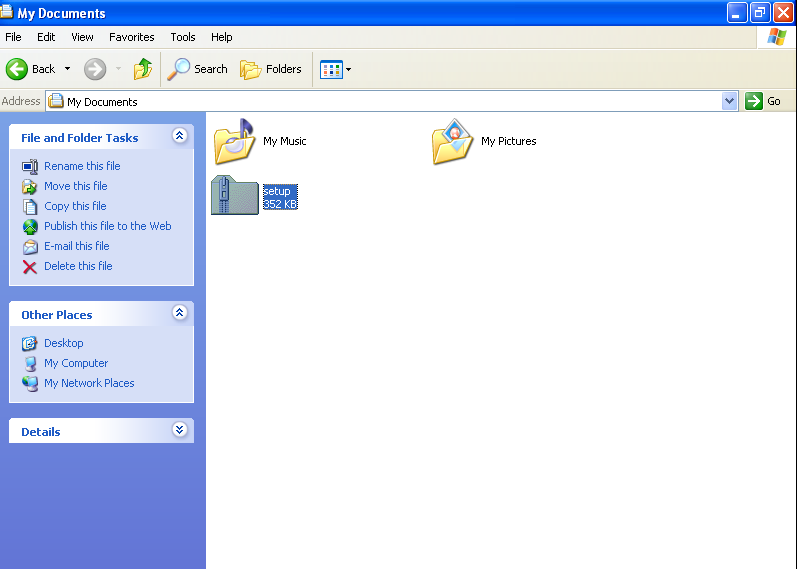 My Documents
File Edit View Favorites Tools Help
Back Search Folders
Address My Documents Go
File and Folder Tasks
Rename this file
Move this file
Copy this file
Publish this file to the Web
E-mail this file
Delete this file
Other Places
Desktop
My Computer
My Network Places
Details
My Music My Pictures
setup
352 KB